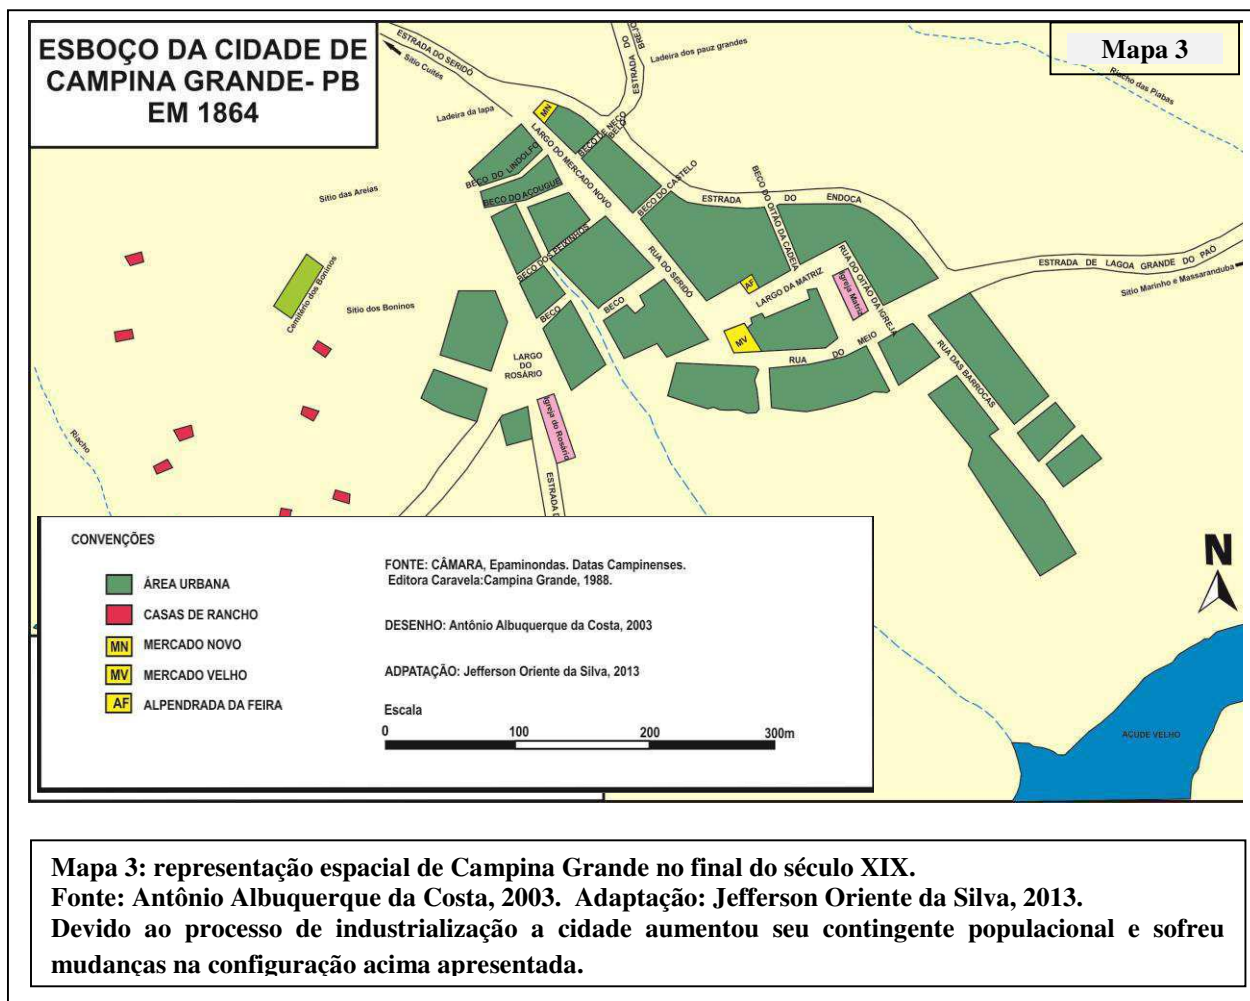 ESBOÇO DA CIDADE DE
CAMPINA GRANDE- PB
EM 1864
Mapa 3
ESTRADA DO SERIDÓ
Sítio Cuités
ESTRADA DO
BREJO
Ladeira dos pauz grandes
Riacho das Piabas
Ladeira da lapa
MN
LARGO DO MERCADO NOVO
BECO DE NECO
BELO
BECO DO LINDOLFO
BECO DO AÇOUGUE
BECO DO CASTELO
BECO DO OITÃO DA CADEIA
ESTRADA DO ENDOCA
Sítio das Areias
BECO DOS PEKINHOS
RUA DO SERIDÓ
RUA DO OITÃO DA IGREJA
ESTRADA DE LAGOA GRANDE DO PAÓ
Sítio Marinho e Massaranduba
Cemitério dos Boninos
Sítio dos Boninos
AF
LARGO DA MATRIZ
Igreja Matriz
BECO
BECO
MV
RUA DO MEIO
RUA DAS BARROCAS
LARGO
DO
ROSÁRIO
Igreja do Rosário
Riacho
ESTRADA D
N
AÇUDE VELHO
CONVENÇÕES
ÁREA URBANA
CASAS DE RANCHO
MN MERCADO NOVO
MV MERCADO VELHO
AF ALPENDRADA DA FEIRA
FONTE: CÂMARA, Epaminondas. Datas Campinenses.
Editora Caravela:Campina Grande, 1988.
DESENHO: Antônio Albuquerque da Costa, 2003
ADPATAÇÃO: Jefferson Oriente da Silva, 2013
Escala
0 100 200 300m
Mapa 3: representação espacial de Campina Grande no final do século XIX.
Fonte: Antônio Albuquerque da Costa, 2003. Adaptação: Jefferson Oriente da Silva, 2013.
Devido ao processo de industrialização a cidade aumentou seu contingente populacional e sofreu
mudanças na configuração acima apresentada.